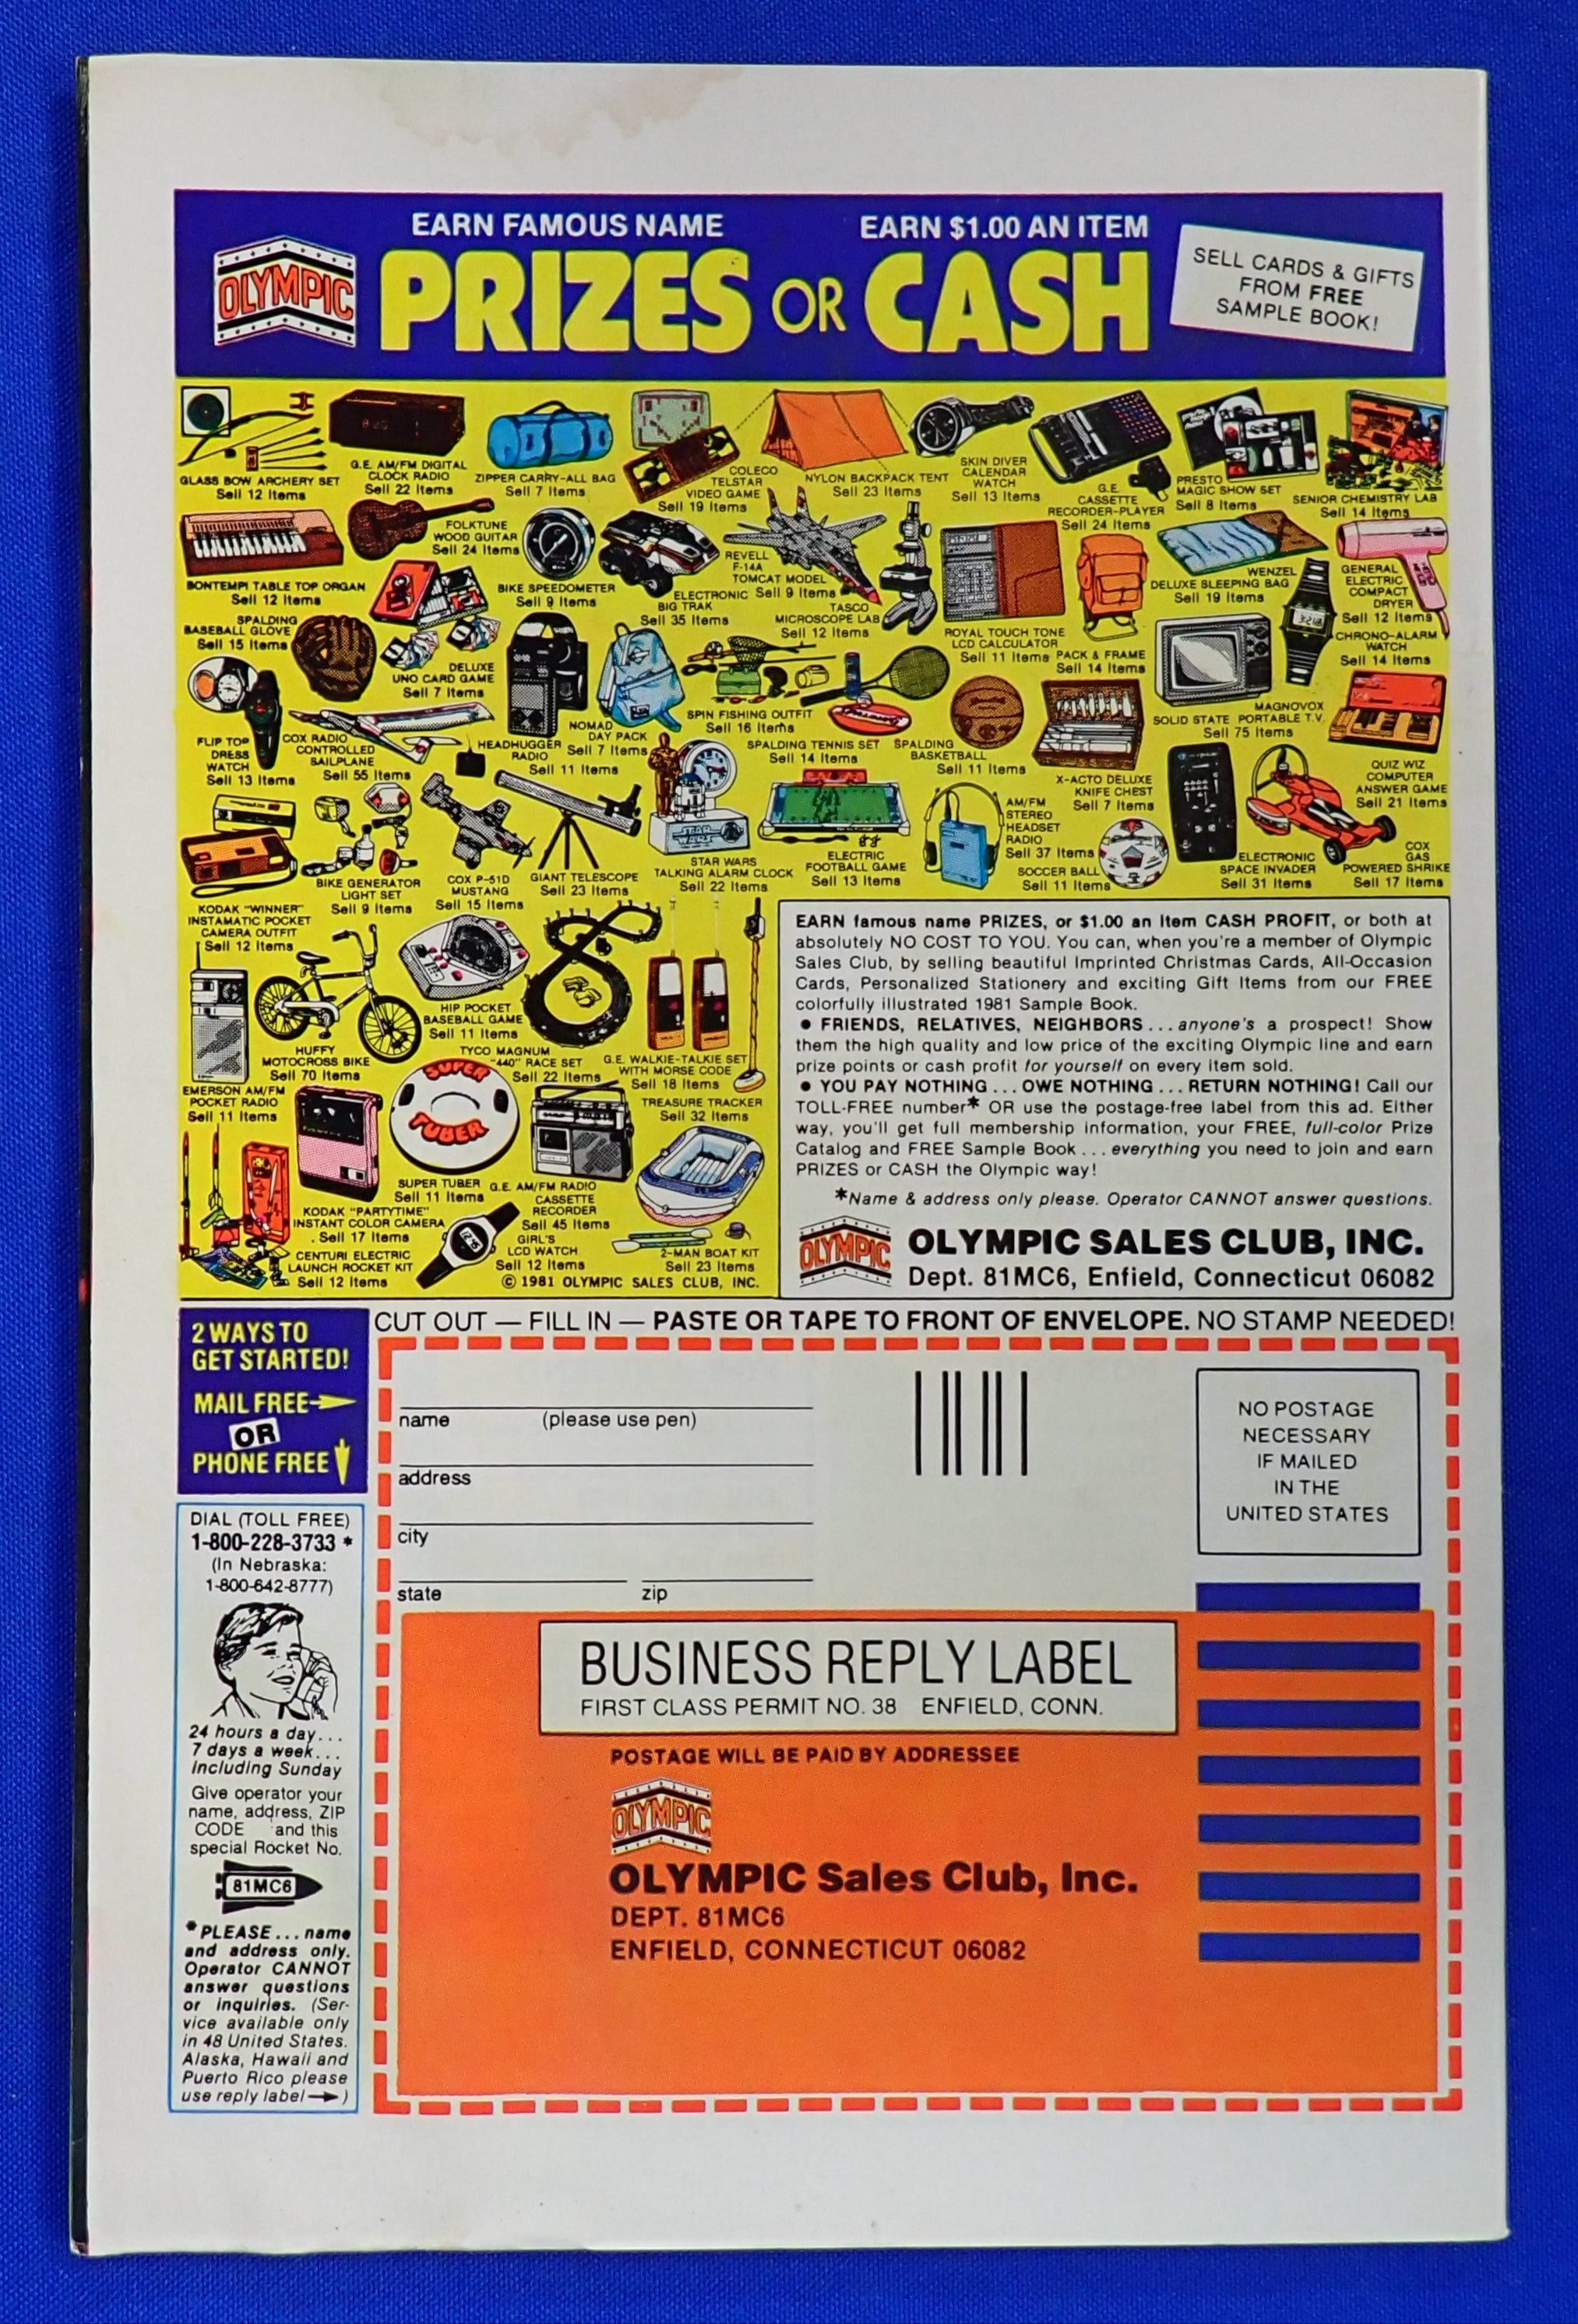 EARN FAMOUS NAME
PRIZES OR CASH
EARN $1.00 AN ITEM
OLYMPIC
SELL CARDS & GIFTS
FROM FREE
SAMPLE BOOK!
GLASS BOW ARCHERY SET
Sell 12 Items
G.E. AM/FM DIGITAL
CLOCK RADIO
Sell 22 Items
ZIPPER CARRY-ALL BAG
Sell 7 Items
COLECO
TELSTAR
VIDEO GAME
Sell 19 Items
NYLON BACKPACK TENT
Sell 23 Items
SKIN DIVER
CALENDAR
WATCH
Sell 13 Items
G.E.
CASSETTE
RECORDER-PLAYER
Sell 24 Items
PRESTO
MAGIC SHOW SET
Sell 8 Items
SENIOR CHEMISTRY LAB
Sell 14 Items
BONTEMPI TABLE TOP ORGAN
Sell 12 Items
FOLKTUNE
WOOD GUITAR
Sell 24 Items
BIKE SPEEDOMETER
Sell 9 Items
ELECTRONIC
BIG TRAK
Sell 35 Items
REVELL
F-14A
TOMCAT MODEL
Sell 9 Items
TASCO
MICROSCOPE LAB
Sell 12 Items
ROYAL TOUCH TONE
LCD CALCULATOR
Sell 11 Items
PACK & FRAME
Sell 14 Items
WENZEL
DELUXE SLEEPING BAG
Sell 19 Items
GENERAL
ELECTRIC
COMPACT
DRYER
Sell 12 Items
SPALDING
BASEBALL GLOVE
Sell 15 Items
DELUXE
UNO CARD GAME
Sell 7 Items
CHRONO-ALARM
WATCH
Sell 14 Items
FLIP TOP
DRESS
WATCH
Sell 13 Items
COX RADIO
CONTROLLED
SAILPLANE
Sell 55 Items
HEADHUGGER
RADIO
Sell 11 Items
NOMAD
DAY PACK
Sell 7 Items
SPIN FISHING OUTFIT
Sell 16 Items
SPALDING TENNIS SET
Sell 14 Items
SPALDING
BASKETBALL
Sell 11 Items
X-ACTO DELUXE
KNIFE CHEST
Sell 7 Items
MAGNOVOX
SOLID STATE PORTABLE T.V.
Sell 75 Items
QUIZ WIZ
COMPUTER
ANSWER GAME
Sell 21 Items
KODAK "WINNER"
INSTAMATIC POCKET
CAMERA OUTFIT
Sell 12 Items
BIKE GENERATOR
LIGHT SET
Sell 9 Items
COX P-51D
MUSTANG
Sell 15 Items
GIANT TELESCOPE
Sell 23 Items
STAR WARS
STAR WARS
TALKING ALARM CLOCK
Sell 22 Items
ELECTRIC
FOOTBALL GAME
Sell 13 Items
AM/FM
STEREO
HEADSET
RADIO
Sell 37 Items
SOCCER BALL
Sell 11 Items
ELECTRONIC
SPACE INVADER
Sell 31 Items
COX
GAS
POWERED SHRIKE
Sell 17 Items
EMERSON AM/FM
POCKET RADIO
Sell 11 Items
HUFFY
MOTOCROSS BIKE
Sell 70 Items
HIP POCKET
BASEBALL GAME
Sell 11 Items
TYCO MAGNUM
"440" RACE SET
Sell 22 Items
G.E. WALKIE-TALKIE SET
WITH MORSE CODE
Sell 18 Items
TREASURE TRACKER
Sell 32 Items
SUPER
TUBER
KODAK "PARTYTIME"
INSTANT COLOR CAMERA
Sell 17 Items
SUPER TUBER
Sell 11 Items
G.E. AM/FM RADIO
CASSETTE
RECORDER
Sell 45 Items
CENTURI ELECTRIC
LAUNCH ROCKET KIT
Sell 12 Items
GIRL'S
LCD WATCH
Sell 12 Items
2-MAN BOAT KIT
Sell 23 Items
© 1981 OLYMPIC SALES CLUB, INC.
EARN famous name PRIZES, or $1.00 an Item CASH PROFIT, or both at
absolutely NO COST TO YOU. You can, when you're a member of Olympic
Sales Club, by selling beautiful Imprinted Christmas Cards, All-Occasion
Cards, Personalized Stationery and exciting Gift Items from our FREE
colorfully illustrated 1981 Sample Book.
● FRIENDS, RELATIVES, NEIGHBORS . . . anyone's a prospect! Show
them the high quality and low price of the exciting Olympic line and earn
prize points or cash profit for yourself on every item sold.
● YOU PAY NOTHING . . . OWE NOTHING . . . RETURN NOTHING! Call our
TOLL-FREE number* OR use the postage-free label from this ad. Either
way, you'll get full membership information, your FREE, full-color Prize
Catalog and FREE Sample Book . . . everything you need to join and earn
PRIZES or CASH the Olympic way!
*Name & address only please. Operator CANNOT answer questions.
OLYMPIC
OLYMPIC SALES CLUB, INC.
Dept. 81MC6, Enfield, Connecticut 06082
2 WAYS TO
GET STARTED!
MAIL FREE
OR
PHONE FREE
CUT OUT — FILL IN — PASTE OR TAPE TO FRONT OF ENVELOPE. NO STAMP NEEDED!
name (please use pen)
address
city
state zip
NO POSTAGE
NECESSARY
IF MAILED
IN THE
UNITED STATES
DIAL (TOLL FREE)
1-800-228-3733 *
(In Nebraska:
1-800-642-8777)
24 hours a day . . .
7 days a week . . .
including Sunday
Give operator your
name, address, ZIP
CODE and this
special Rocket No.
81MC6
*PLEASE . . . name
and address only.
Operator CANNOT
answer questions
or inquiries. (Ser-
vice available only
in 48 United States.
Alaska, Hawaii and
Puerto Rico please
use reply label → )
BUSINESS REPLY LABEL
FIRST CLASS PERMIT NO. 38 ENFIELD, CONN.
POSTAGE WILL BE PAID BY ADDRESSEE
OLYMPIC
OLYMPIC Sales Club, Inc.
DEPT. 81MC6
ENFIELD, CONNECTICUT 06082